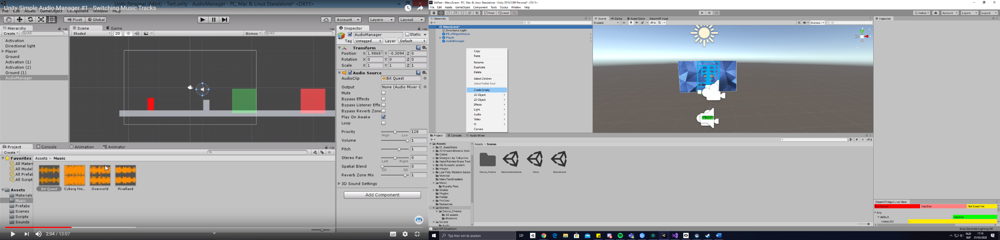 Unity Personal (64bit) - Test.unity - AudioManager - PC, Mac & Linux Standalone* <DX11>
Unity Simple Audio Manager #1 - Switching Music Tracks
File Edit Assets GameObject Component Window Help
Pivot Global Account Layers Layout
Hierarchy
Create All
Activation
Directional light
Player
Ground
Activation (1)
Activation (2)
Ground (1)
AudioManager
Scene Game
Shaded 2D Gizmos All
Inspector
AudioManager Static
Tag Untagged Layer Default
Transform
Position X 1.98687 Y -0.3094 Z 0
Rotation X 0 Y 0 Z 0
Scale X 1 Y 1 Z 1
Audio Source
AudioClip Bit Quest
Output None (Audio Mixer G
Mute
Bypass Effects
Bypass Listener Effe
Bypass Reverb Zone
Play On Awake
Loop
Priority 128
High Low
Volume 1
Pitch 1
Stereo Pan 0
Left Right
Spatial Blend 0
2D 3D
Reverb Zone Mix 1
3D Sound Settings
Add Component
Project Console Animation Animator
Create
Favorites
All Materi
All Model
All Prefab
All Script
Assets
Materials
Music
Prefabs
Scenes
Scripts
Sounds
Assets Music
Bit Quest Cyborg Nin... Overworld Pixelland
2:04 / 13:07
WeFeet - MenuScene - PC, Mac & Linux Standalone - Unity 2019.3.0f6 Personal* <DX11>
File Edit Assets GameObject Component Tools Oculus Window Help
Pivot Local Collab Account Layers Layout
Hierarchy
All
MenuScene*
Directional Light
PR_VRInputModule
Player
AudioManager
Copy
Paste
Rename
Duplicate
Delete
Select Children
Select Prefab Root
Create Empty
3D Object
2D Object
Effects
Light
Audio
Video
UI
Camera
Scene Game Asset Store SteamVR Input
Shaded 2D 0 Gizmos All
Player
Inspector
Project Console Audio Mixer
9
Assets
01_AssetStore
20 Ground Material Sets
Colors
Georgian, by Tokyo Liu
Hand Painted Grass Text
HQ Acoustic system
Images
Low Poly Western Saloon
Material
MenuTextGradient
Music
Royalty Free
Oculus
Plugins
Prefab
ProCore
Resources
Scenes
Dance_Cinema
3D assets
Materials
Scripts
Audio
Assets > Scenes
Dance_Cinema DanceGameScene Disco MenuScene
SteamVR Input Live View
Not Bound Inactive Not Used Yet
Any
default Inactive
InteractUI -
OpenVR Shutdown
Auto Generate Lighting Off
Typ hier om te zoeken
NLD 17:18
BEP 31/03/2020